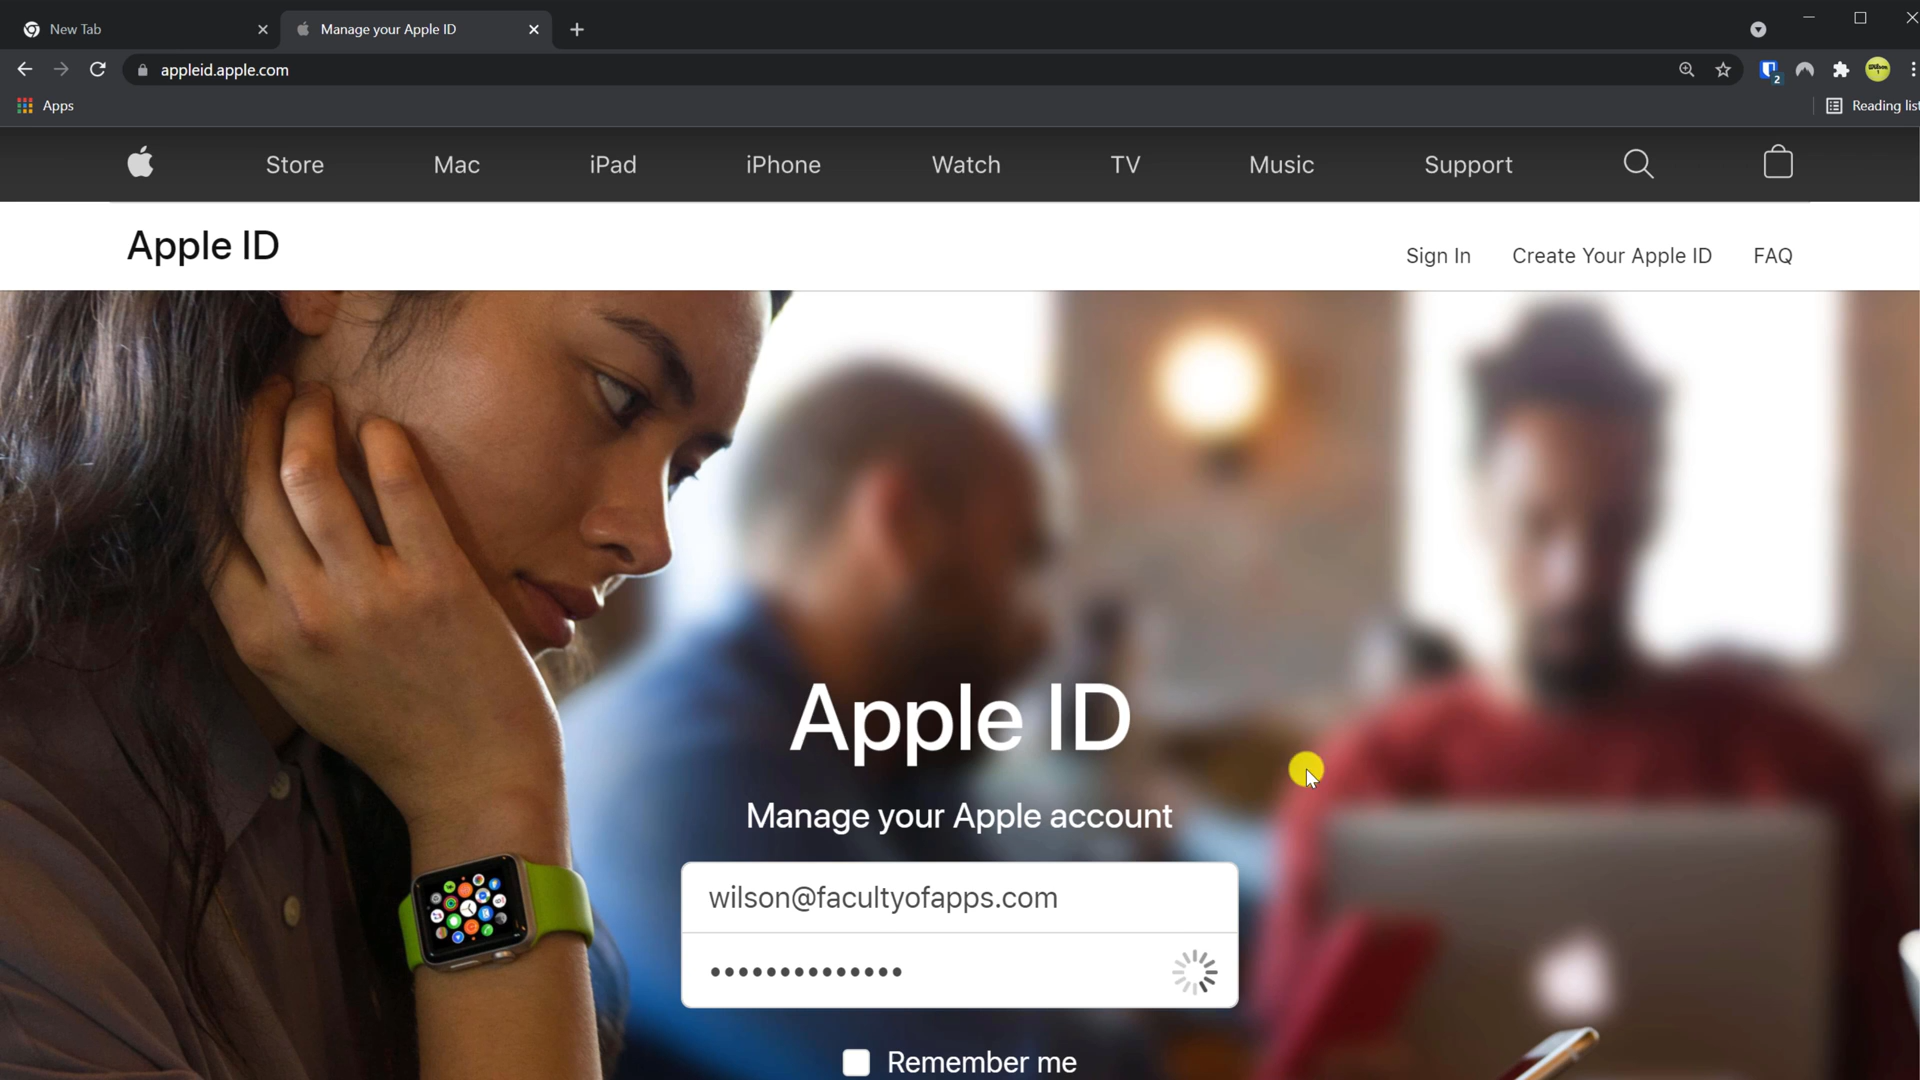 New Tab
Manage your Apple ID
appleid.apple.com
2
Apps
Reading list
Store Mac iPad iPhone Watch TV Music Support
Apple ID
Sign In Create Your Apple ID FAQ
Apple ID
Manage your Apple account
wilson@facultyofapps.com
••••••••••••••
Remember me